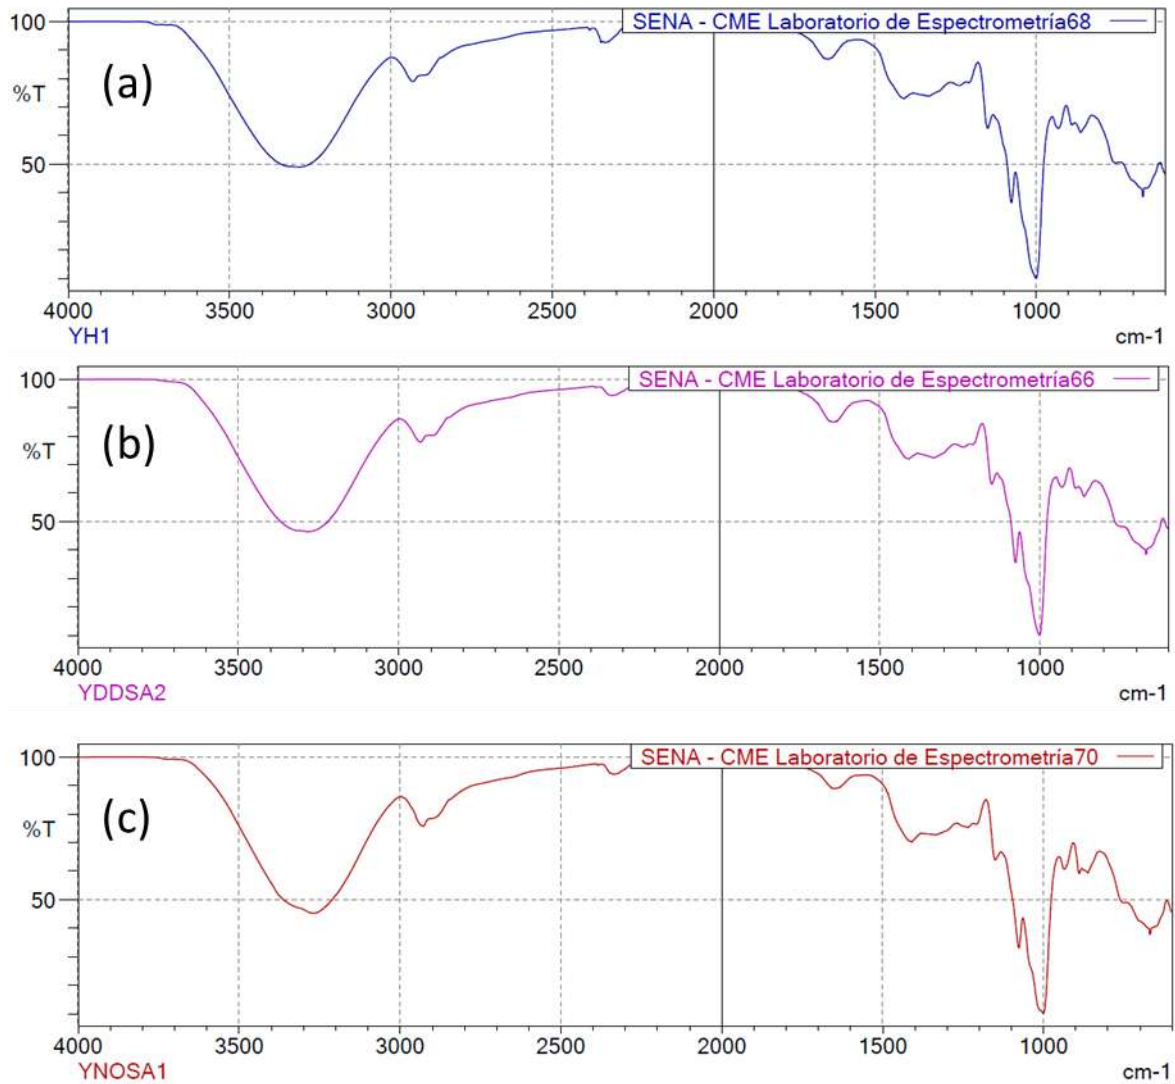 100 SENA - CME Laboratorio de Espectrometría68
(a)
%T
50
4000 3500 3000 2500 2000 1500 1000
YH1 cm-1
100 SENA - CME Laboratorio de Espectrometría66
(b)
%T
50
4000 3500 3000 2500 2000 1500 1000
YDDSA2 cm-1
100 SENA - CME Laboratorio de Espectrometría70
(c)
%T
50
4000 3500 3000 2500 2000 1500 1000
YNOSA1 cm-1